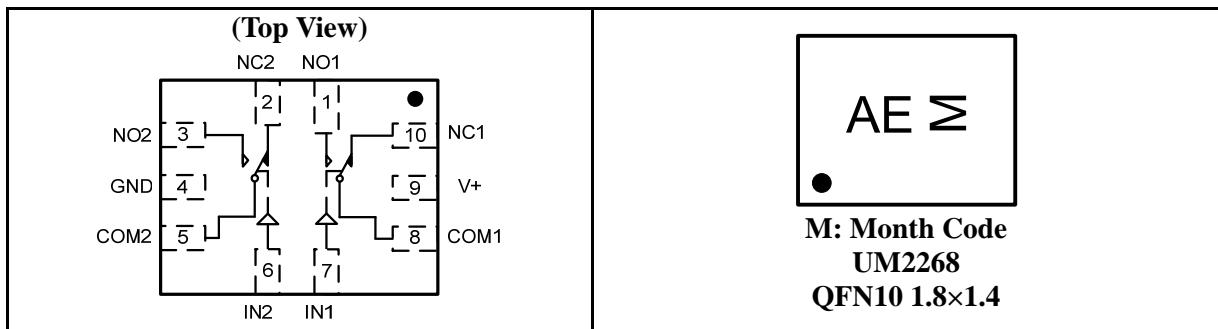 (Top View)
NC2 NO1
2 1
NO2 3 10 NC1
GND 4 9 V+
COM2 5 8 COM1
6 7
IN2 IN1
AE M
M: Month Code
UM2268
QFN10 1.8×1.4